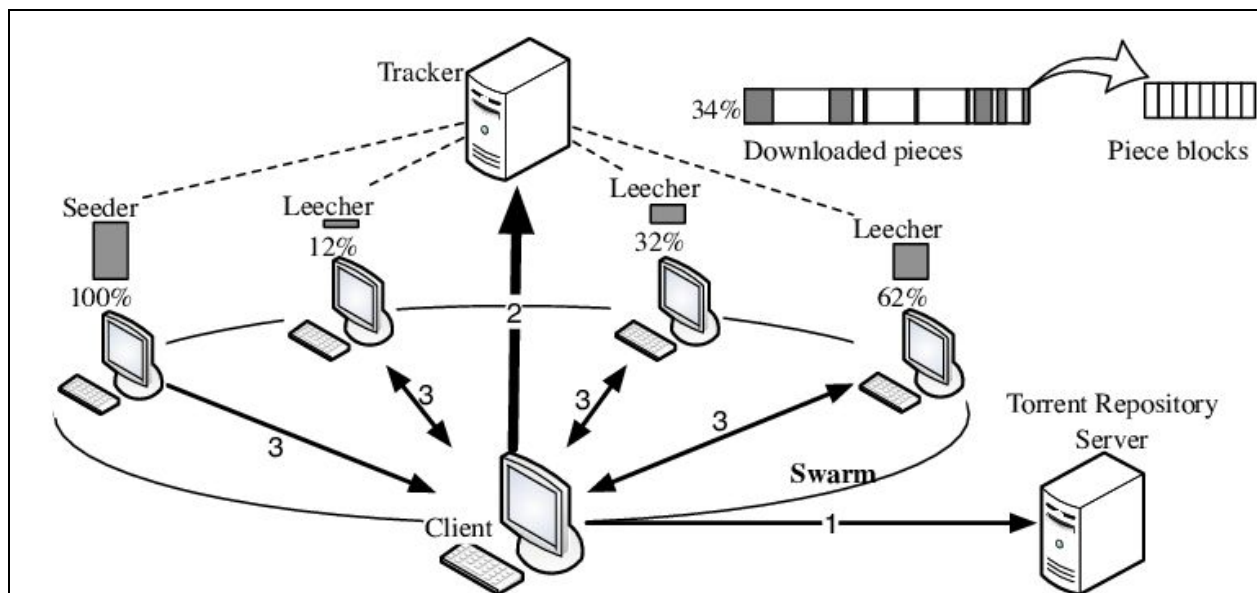 Tracker
34%
Downloaded pieces
Piece blocks
Seeder
100%
Leecher
12%
Leecher
32%
Leecher
62%
2
3
3
3
3
Torrent Repository
Server
Swarm
Client
1